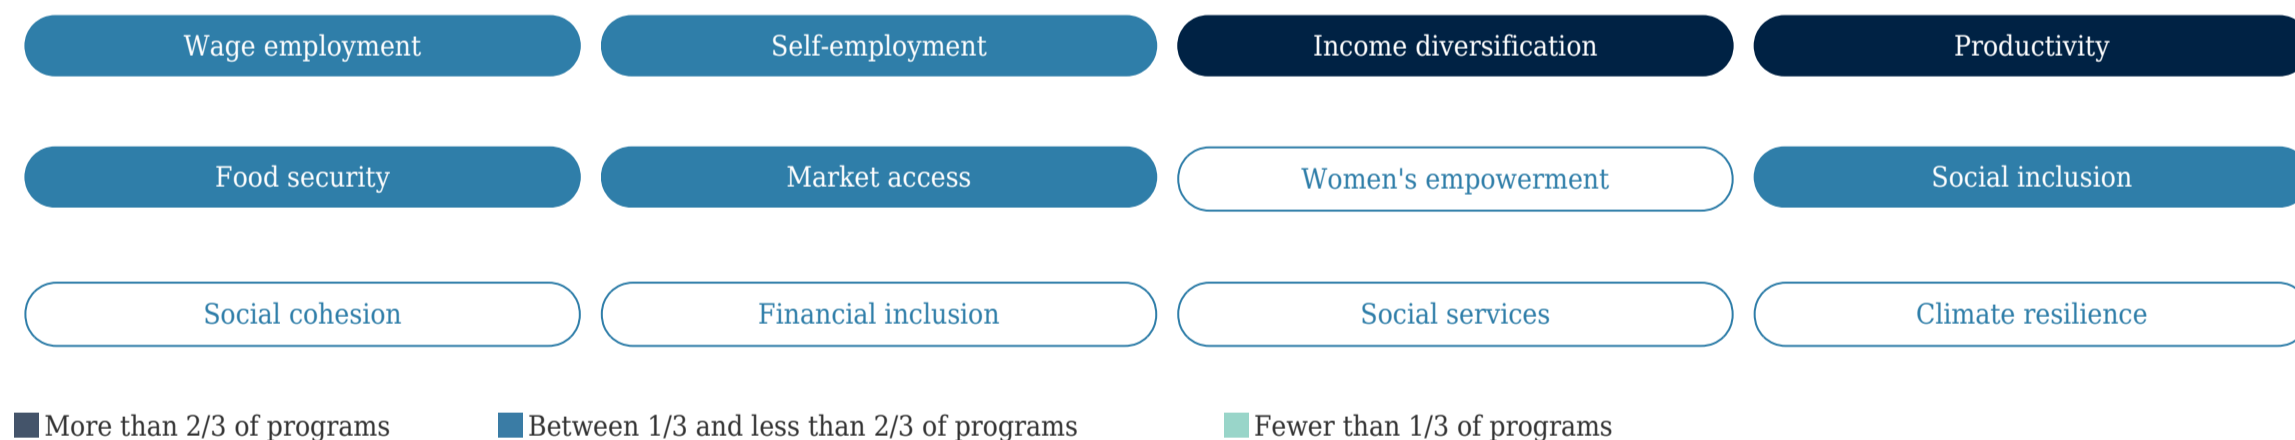 Wage employment Self-employment Income diversification Productivity
Food security Market access Women's empowerment Social inclusion
Social cohesion Financial inclusion Social services Climate resilience
More than 2/3 of programs Between 1/3 and less than 2/3 of programs Fewer than 1/3 of programs